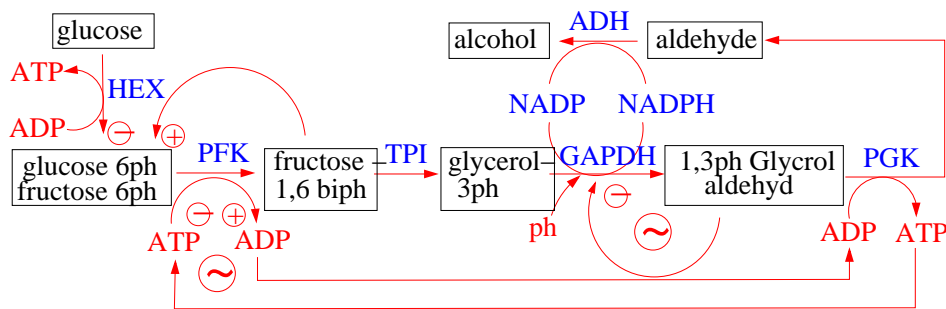 glucose
ADH
alcohol
aldehyde
ATP
HEX
NADP
NADPH
ADP
− +
glucose 6ph
fructose 6ph
PFK
fructose
1,6 biph
TPI
glycerol
3ph
GAPDH
1,3ph Glycrol
aldehyd
PGK
− +
−
ph
ATP
ADP
~
~
ADP
ATP